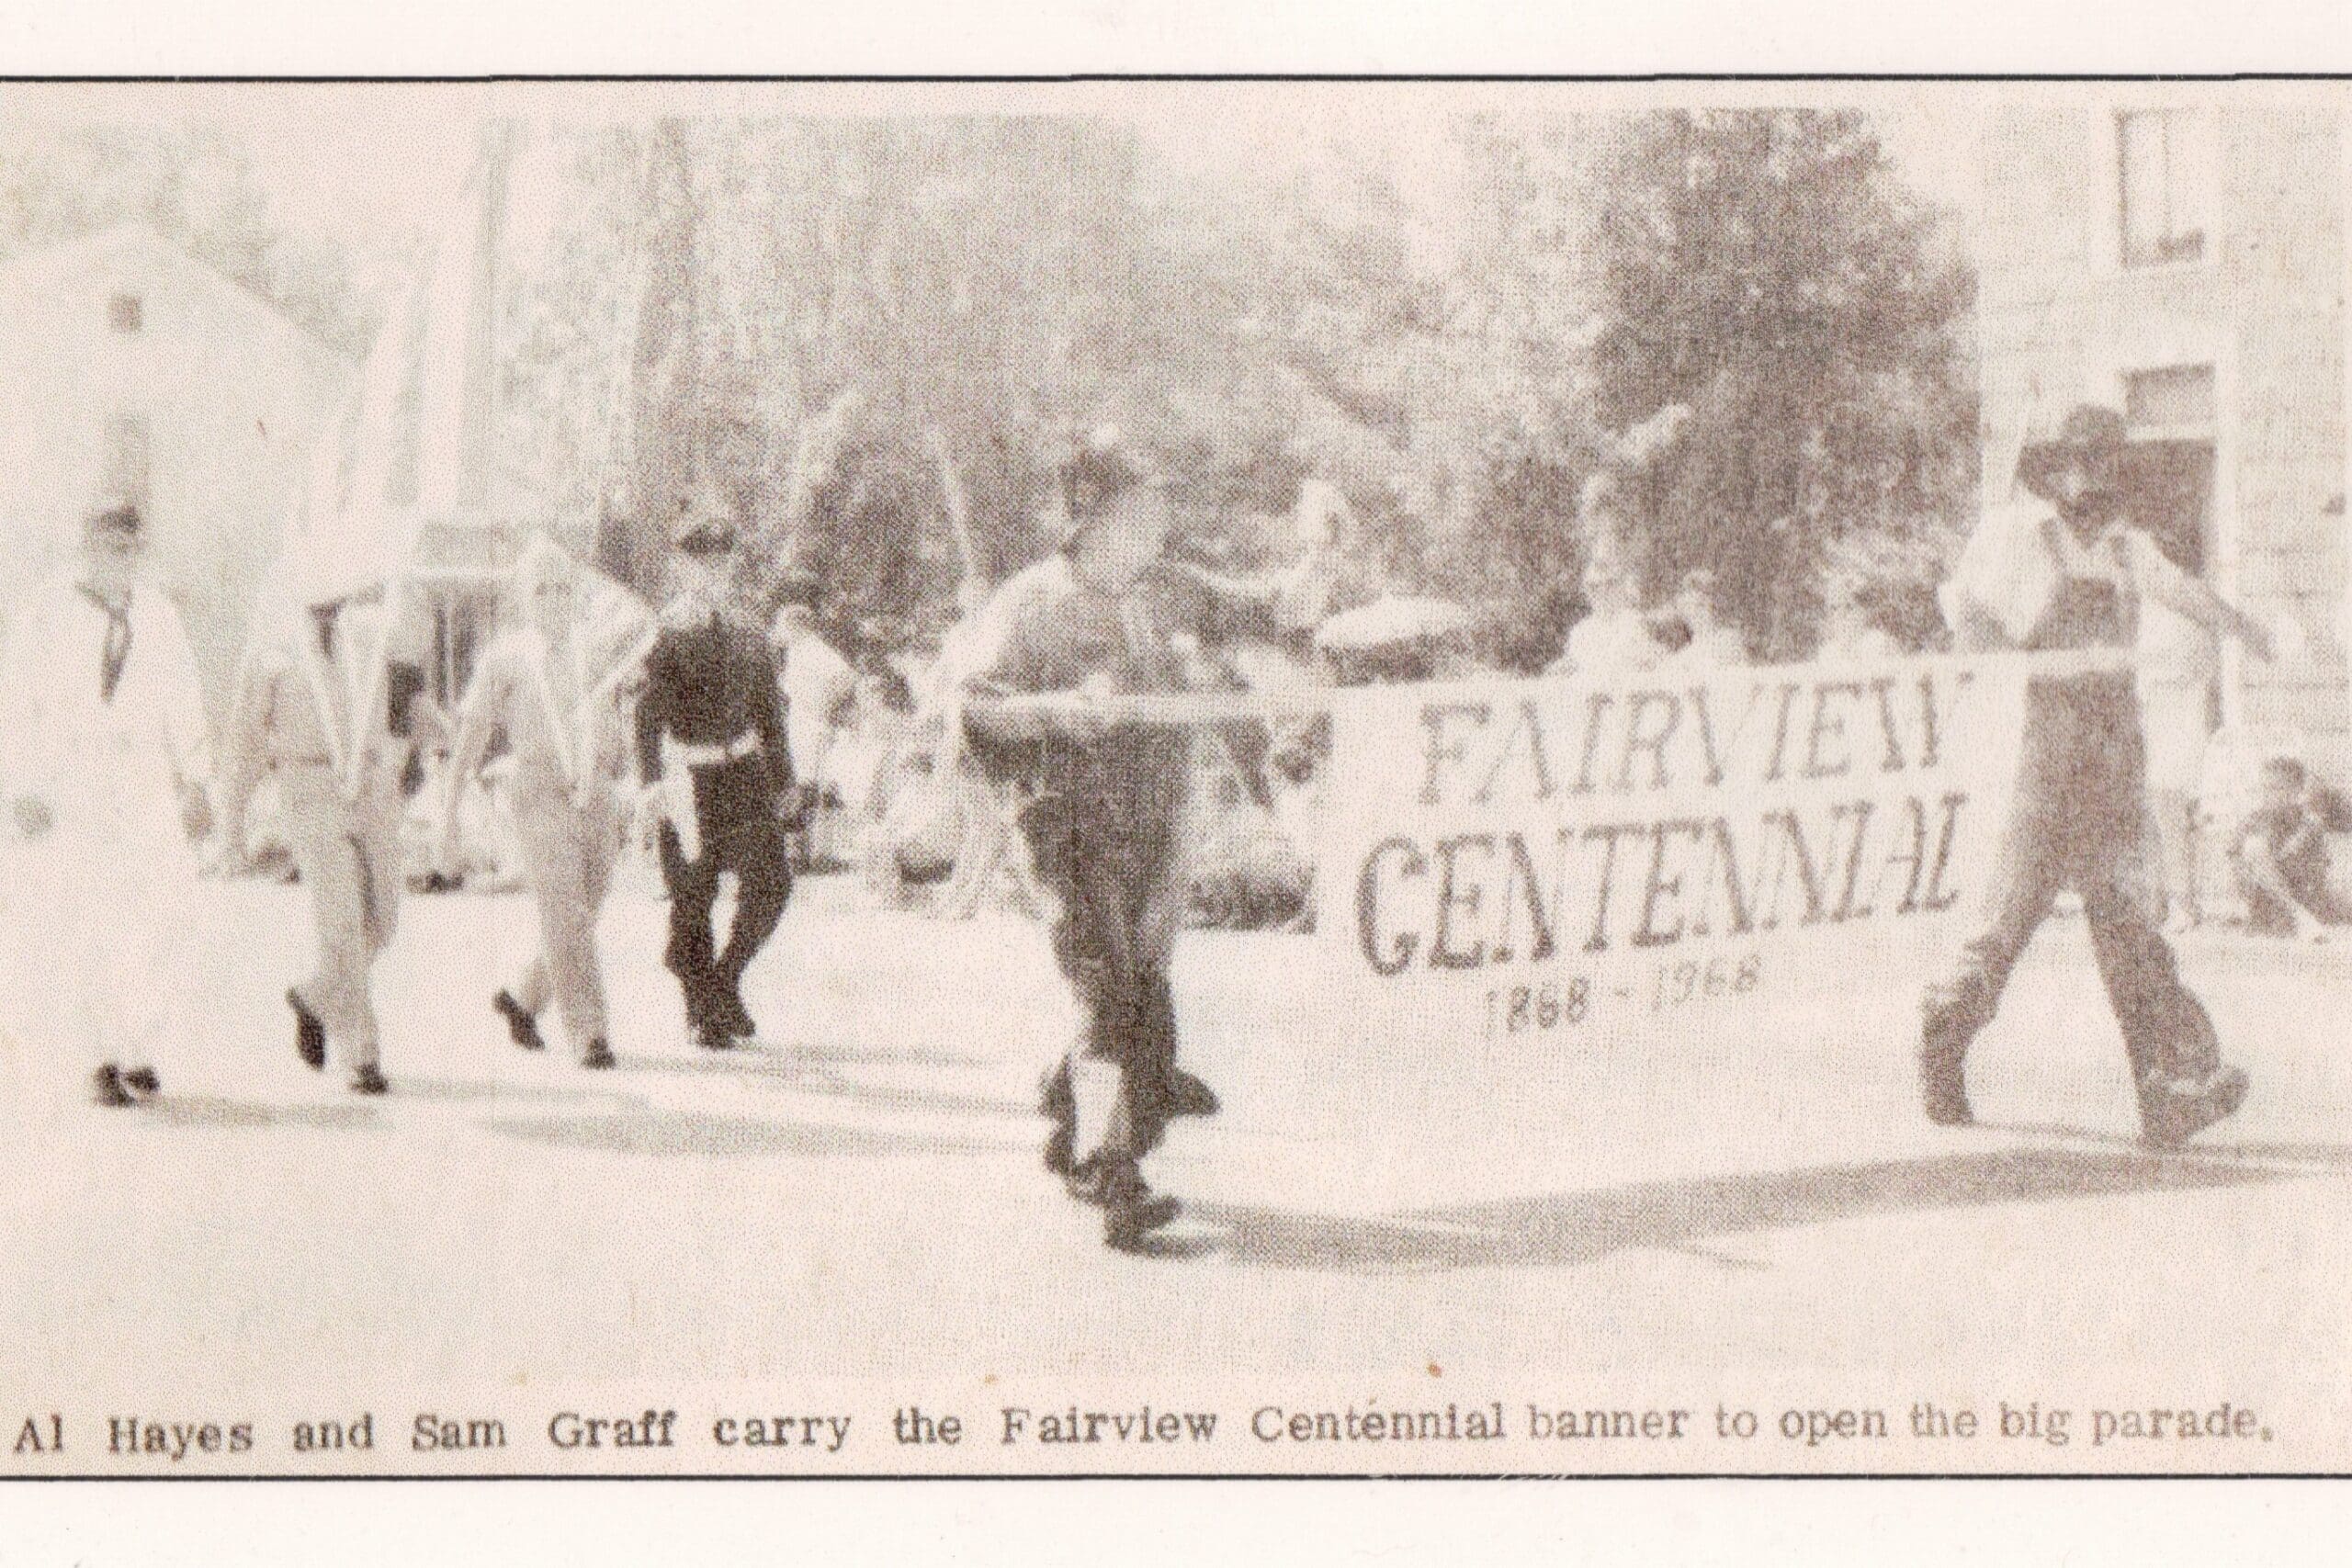 FAIRVIEW
CENTENNIAL
1868 - 1968
Al Hayes and Sam Graff carry the Fairview Centennial banner to open the big parade.